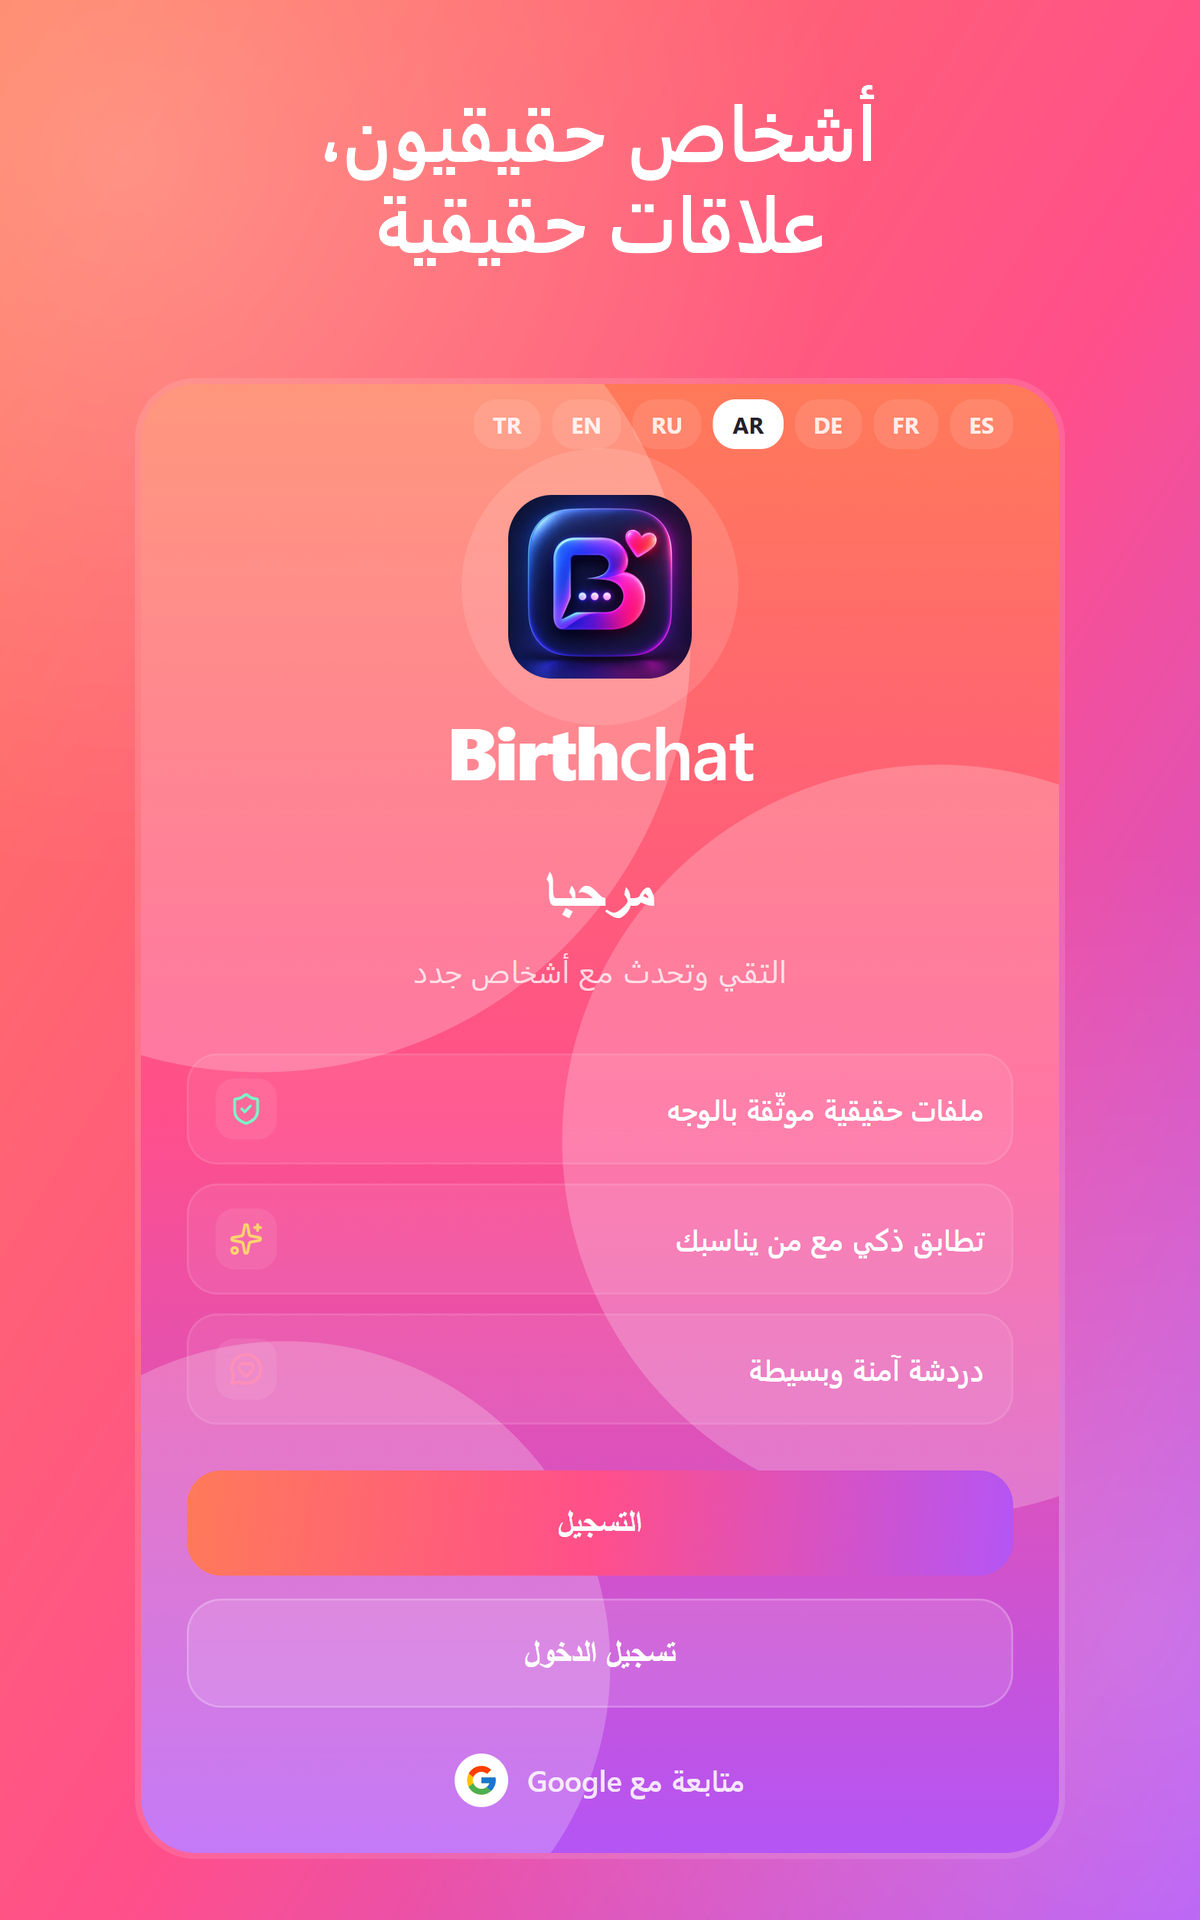 أشخاص حقيقيون،
علاقات حقيقية
TR EN RU AR DE FR ES
Birthchat
مرحبا
التقي وتحدث مع أشخاص جدد
ملفات حقيقية موثّقة بالوجه
تطابق ذكي مع من يناسبك
دردشة آمنة وبسيطة
التسجيل
تسجيل الدخول
متابعة مع Google